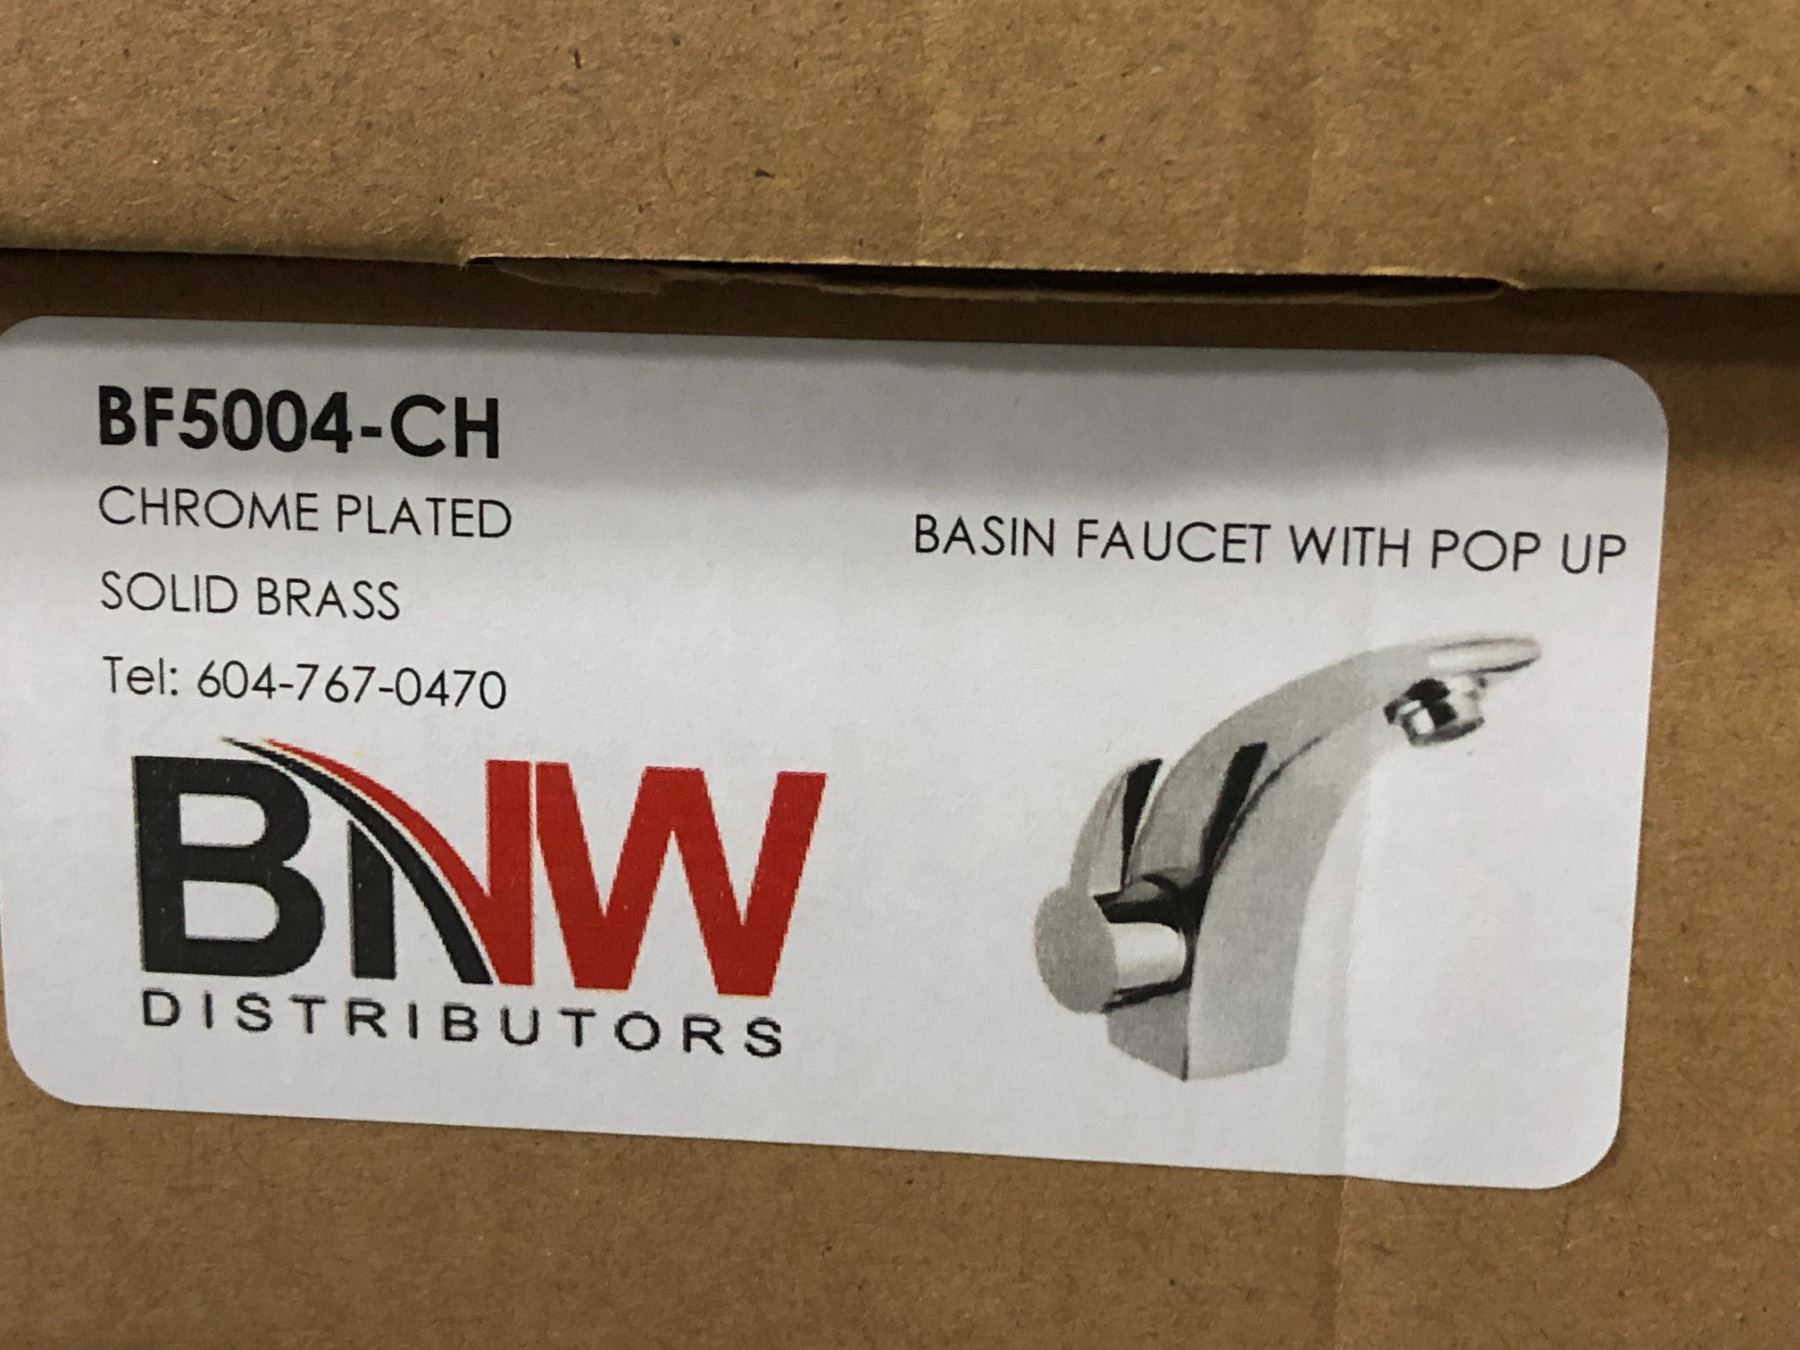 BF5004-CH
CHROME PLATED
SOLID BRASS
Tel: 604-767-0470
BNW
DISTRIBUTORS
BASIN FAUCET WITH POP UP